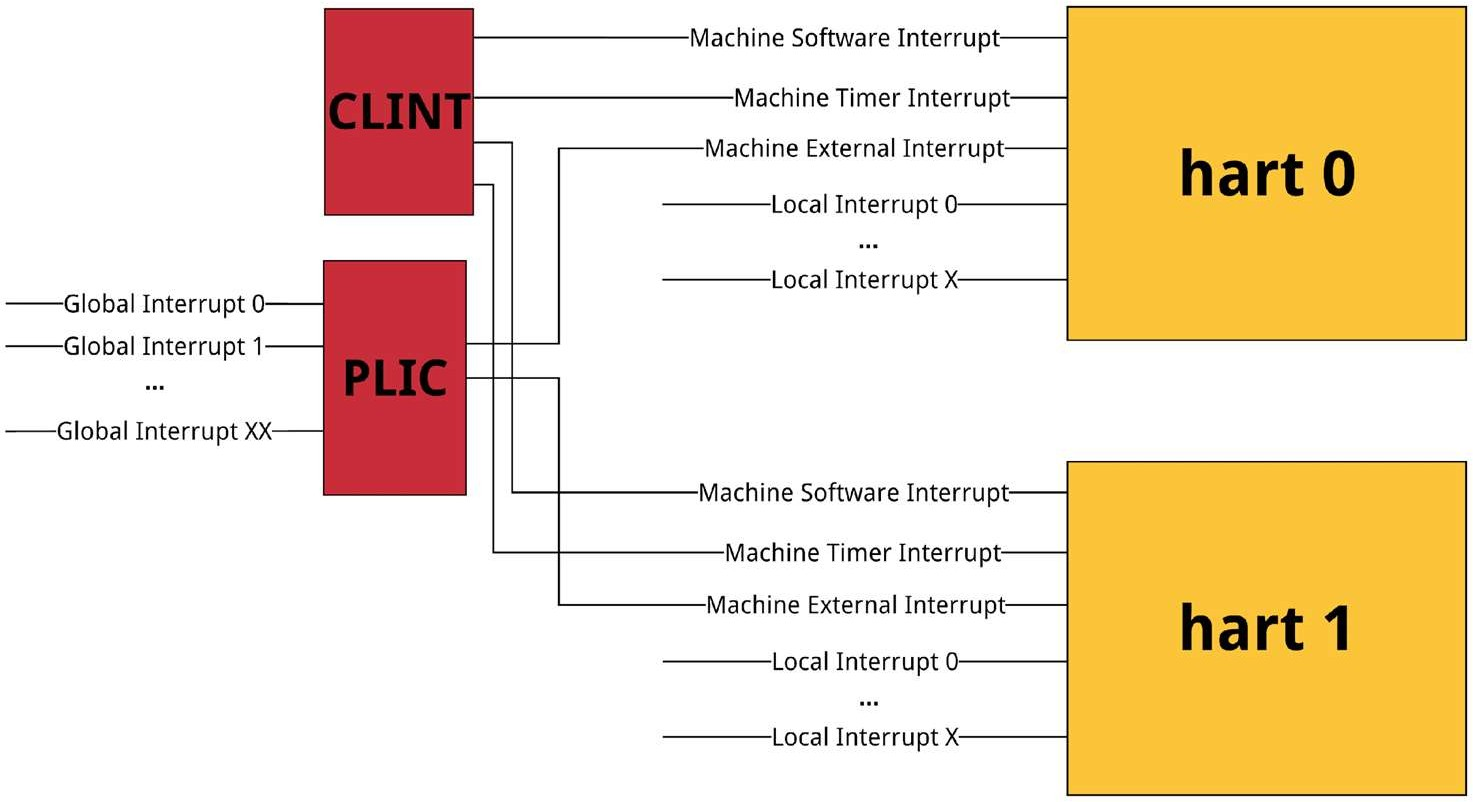 CLINT
Machine Software Interrupt
Machine Timer Interrupt
Machine External Interrupt
Local Interrupt 0
...
Local Interrupt X
hart 0
Global Interrupt 0
Global Interrupt 1
...
Global Interrupt XX
PLIC
Machine Software Interrupt
Machine Timer Interrupt
Machine External Interrupt
Local Interrupt 0
...
Local Interrupt X
hart 1